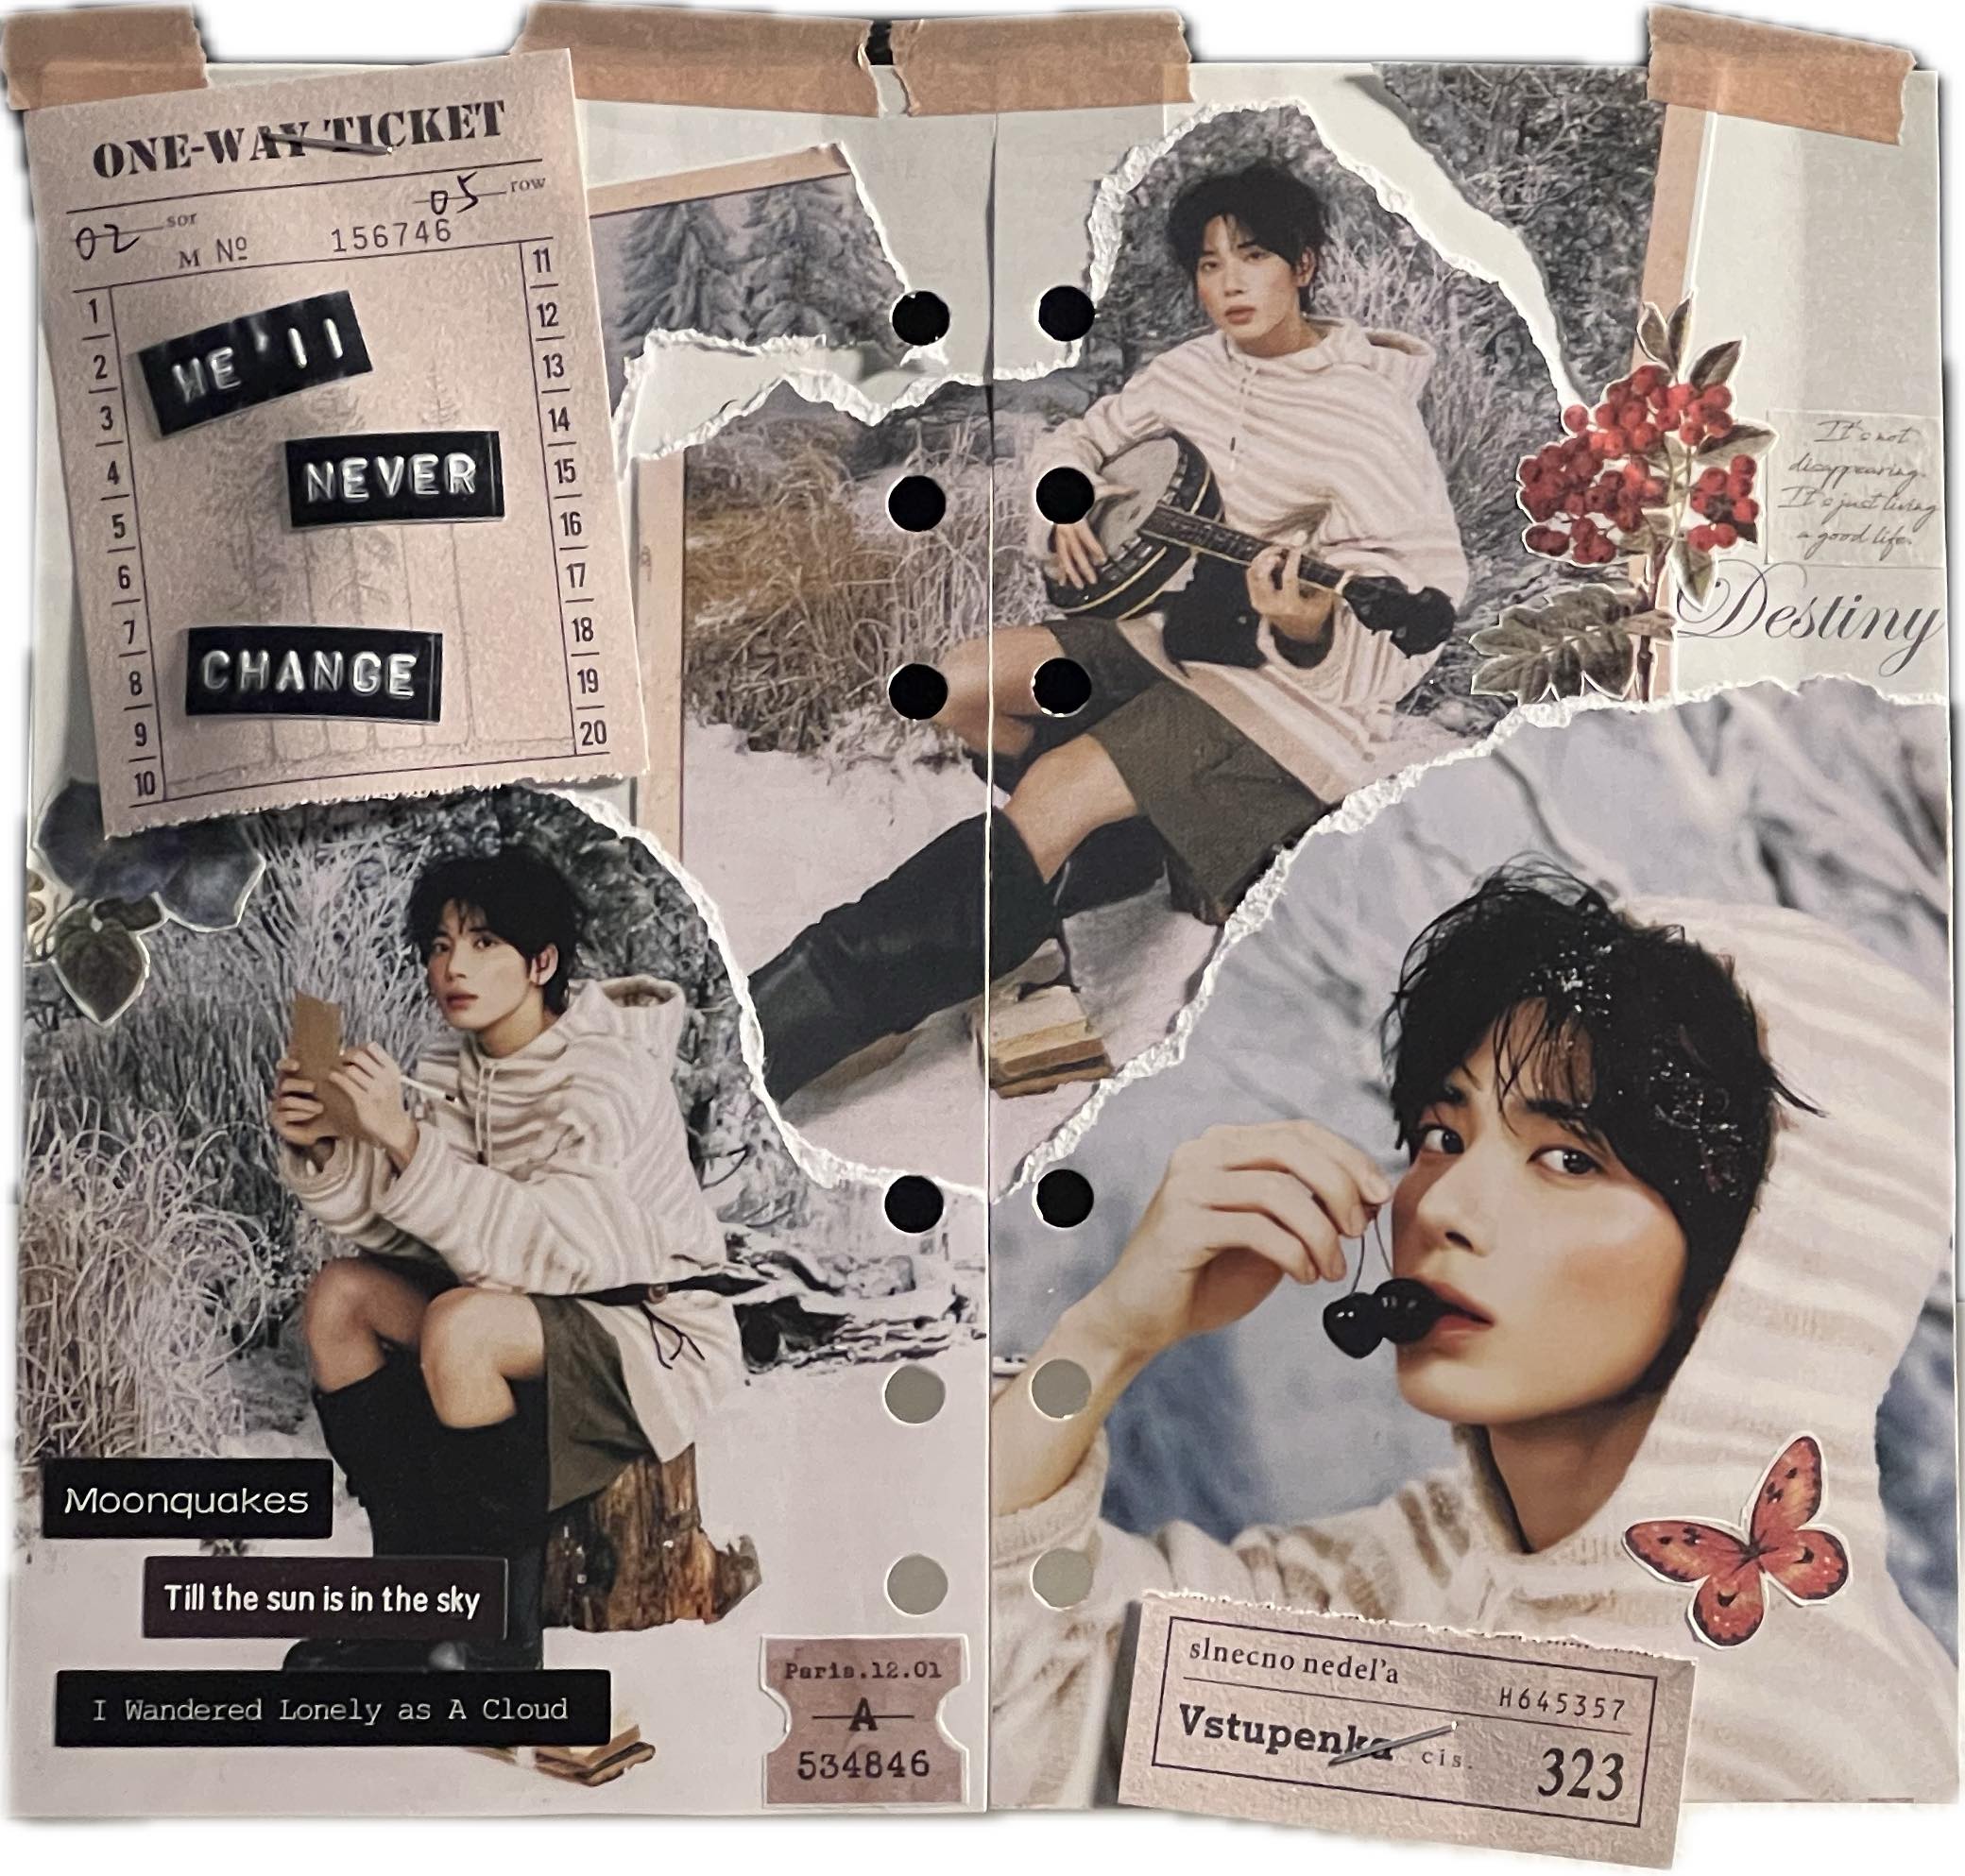 ONE-WAY TICKET
05 row
02 sor
M Nº 156746
1
2
3
4
5
6
7
8
9
10
11
12
13
14
15
16
17
18
19
20
HE'll
NEVER
CHANGE
It's not
disappearing.
It's just living
a good life.
Destiny
Moonquakes
Till the sun is in the sky
I Wandered Lonely as A Cloud
Paris.12.01
A
534846
slnecno nedel'a
H645357
Vstupenka cis.
323